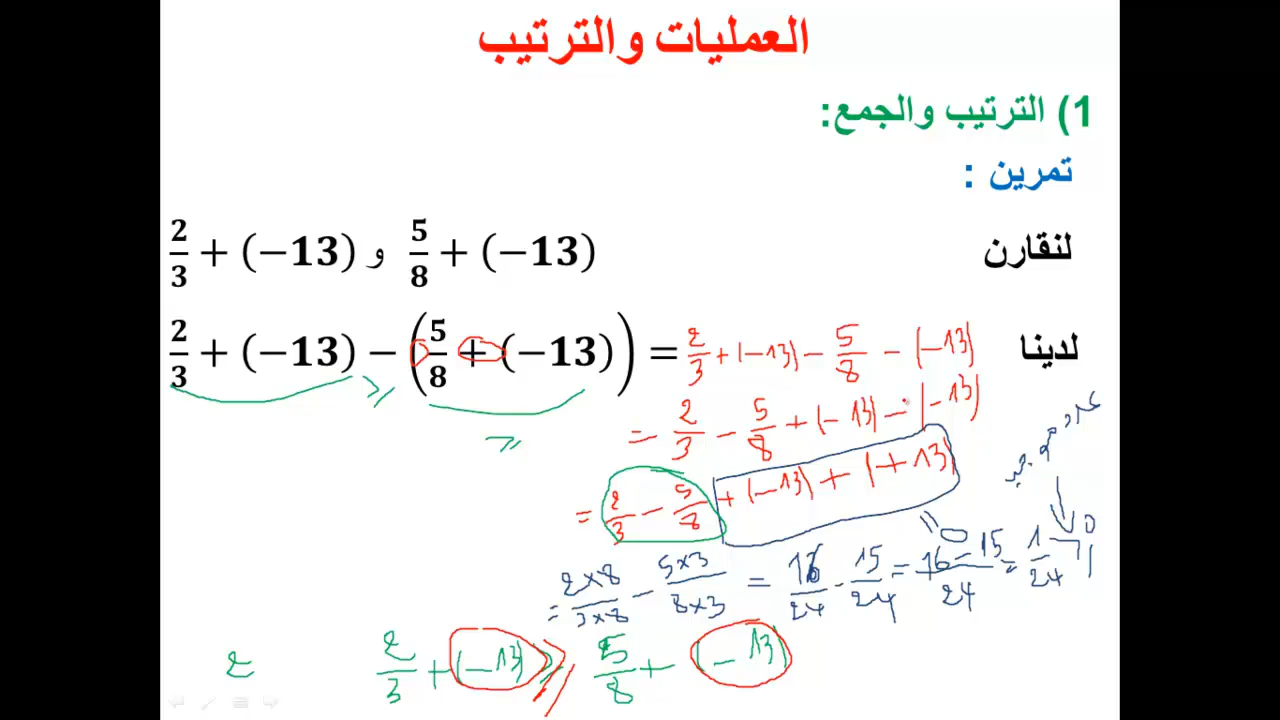 العمليات والترتيب
1) الترتيب والجمع:
تمرين :
لنقارن 2/3 + (−13) و 5/8 + (−13)
لدينا 2/3 + (−13) − (5/8 + (−13)) = 2/3 + (−13) − 5/8 − (−13)
= 2/3 − 5/8 + (−13) − (−13)
= 2/3 − 5/8 + (−13) + (+13)
عدد موجب
= 2×8/3×8 − 5×3/8×3 = 16/24 − 15/24 = 16−15/24 = 1/24 ⩾ 0
2/3 + (−13) ⩾ 5/8 + (−13)
2